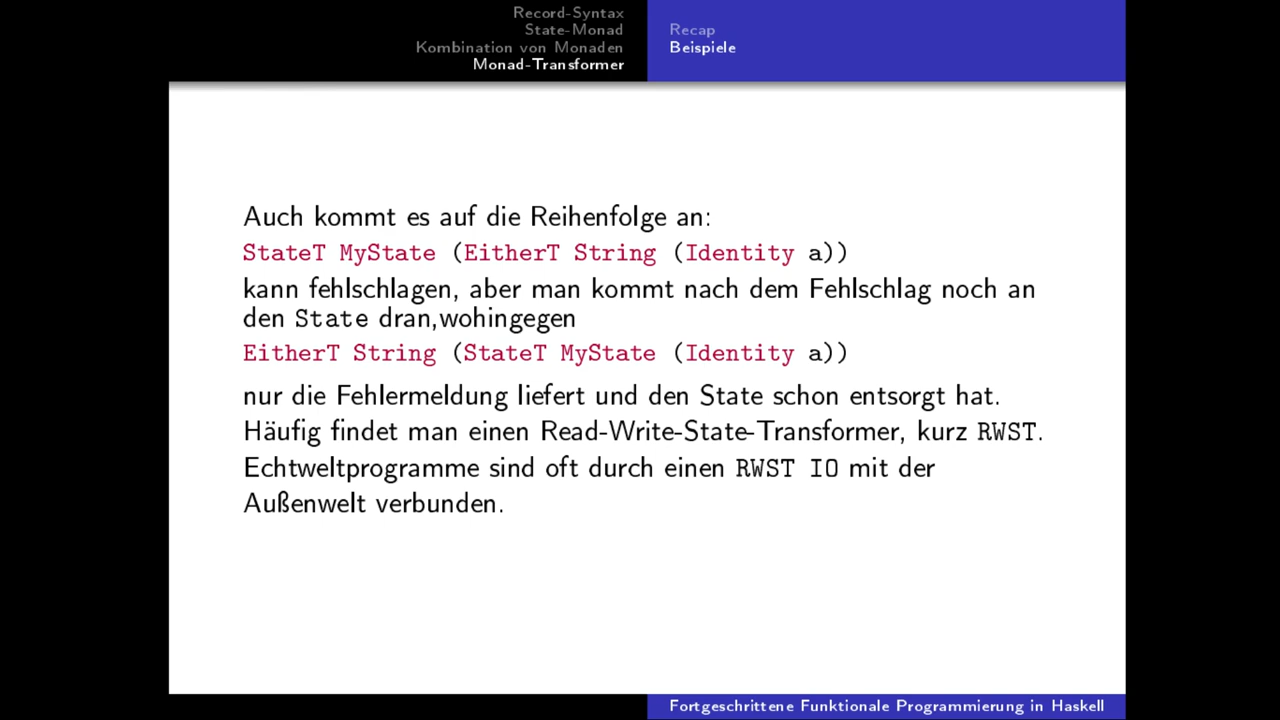 Record-Syntax
State-Monad
Kombination von Monaden
Monad-Transformer
Recap
Beispiele
Auch kommt es auf die Reihenfolge an:
StateT MyState (EitherT String (Identity a))
kann fehlschlagen, aber man kommt nach dem Fehlschlag noch an
den State dran,wohingegen
EitherT String (StateT MyState (Identity a))
nur die Fehlermeldung liefert und den State schon entsorgt hat.
Häufig findet man einen Read-Write-State-Transformer, kurz RWST.
Echtweltprogramme sind oft durch einen RWST IO mit der
Außenwelt verbunden.
Fortgeschrittene Funktionale Programmierung in Haskell